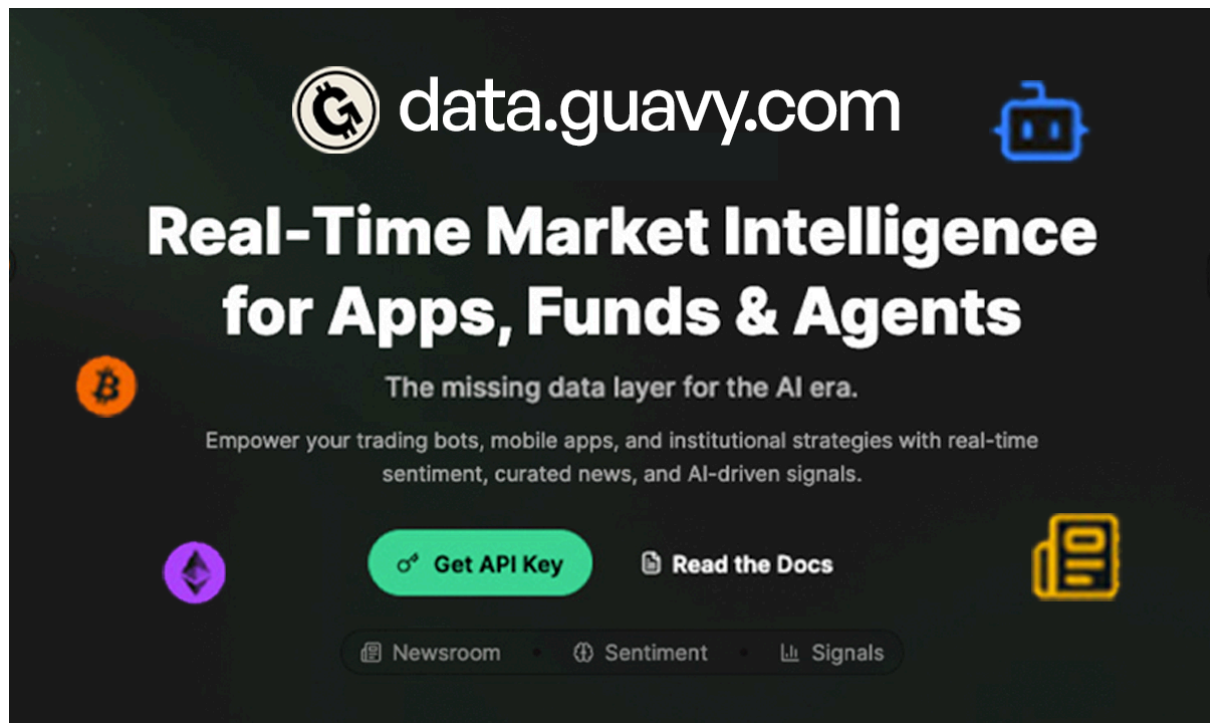 data.guavy.com
Real-Time Market Intelligence
for Apps, Funds & Agents
The missing data layer for the AI era.
Empower your trading bots, mobile apps, and institutional strategies with real-time
sentiment, curated news, and AI-driven signals.
Get API Key
Read the Docs
Newsroom • Sentiment • Signals